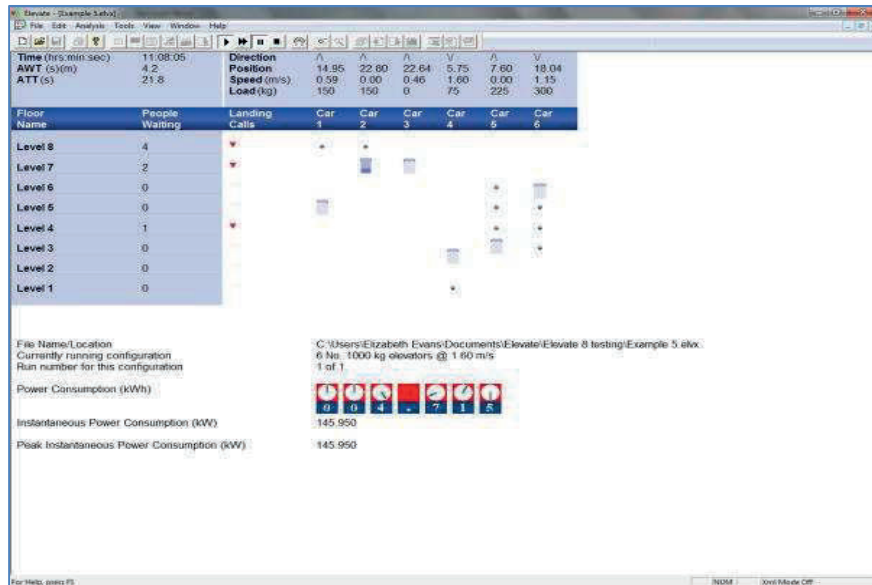 Elevate - [Example 5.elvx]
File Edit Analysis Tools View Window Help
Time (hrs:min:sec) 11:08:05 Direction /\ /\ /\ \/ /\ \/
AWT (s)(m) 4.2 Position 14.95 22.80 22.64 5.75 7.60 18.04
ATT (s) 21.8 Speed (m/s) 0.59 0.00 0.46 1.60 0.00 1.15
Load (kg) 150 150 0 75 225 300
Floor People Landing Car Car Car Car Car Car
Name Waiting Calls 1 2 3 4 5 6
Level 8 4
Level 7 2
Level 6 0
Level 5 0
Level 4 1
Level 3 0
Level 2 0
Level 1 0
File Name/Location C:\Users\Elizabeth Evans\Documents\Elevate\Elevate 8 testing\Example 5.elvx
Currently running configuration 6 No. 1000 kg elevators @ 1.60 m/s
Run number for this configuration 1 of 1
Power Consumption (kWh) 0 0 4 . 7 1 5
Instantaneous Power Consumption (kW) 145.950
Peak Instantaneous Power Consumption (kW) 145.950
For Help, press F1 NUM Xml Mode Off